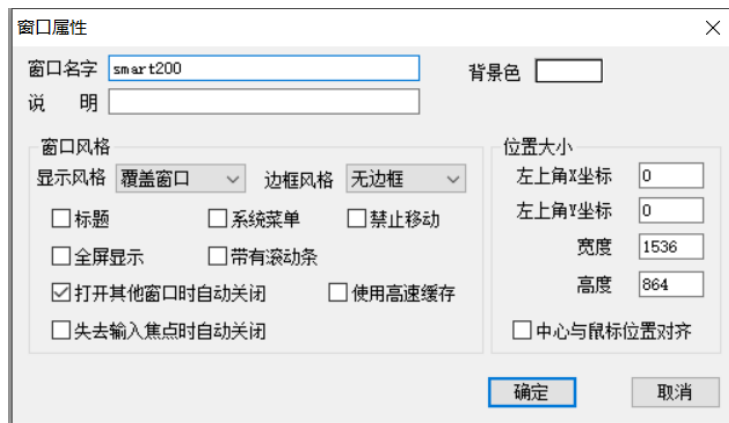 窗口属性
窗口名字 smart200 背景色
说 明
窗口风格
显示风格 覆盖窗口 边框风格 无边框
标题 系统菜单 禁止移动
全屏显示 带有滚动条
打开其他窗口时自动关闭 使用高速缓存
失去输入焦点时自动关闭
位置大小
左上角X坐标 0
左上角Y坐标 0
宽度 1536
高度 864
中心与鼠标位置对齐
确定 取消